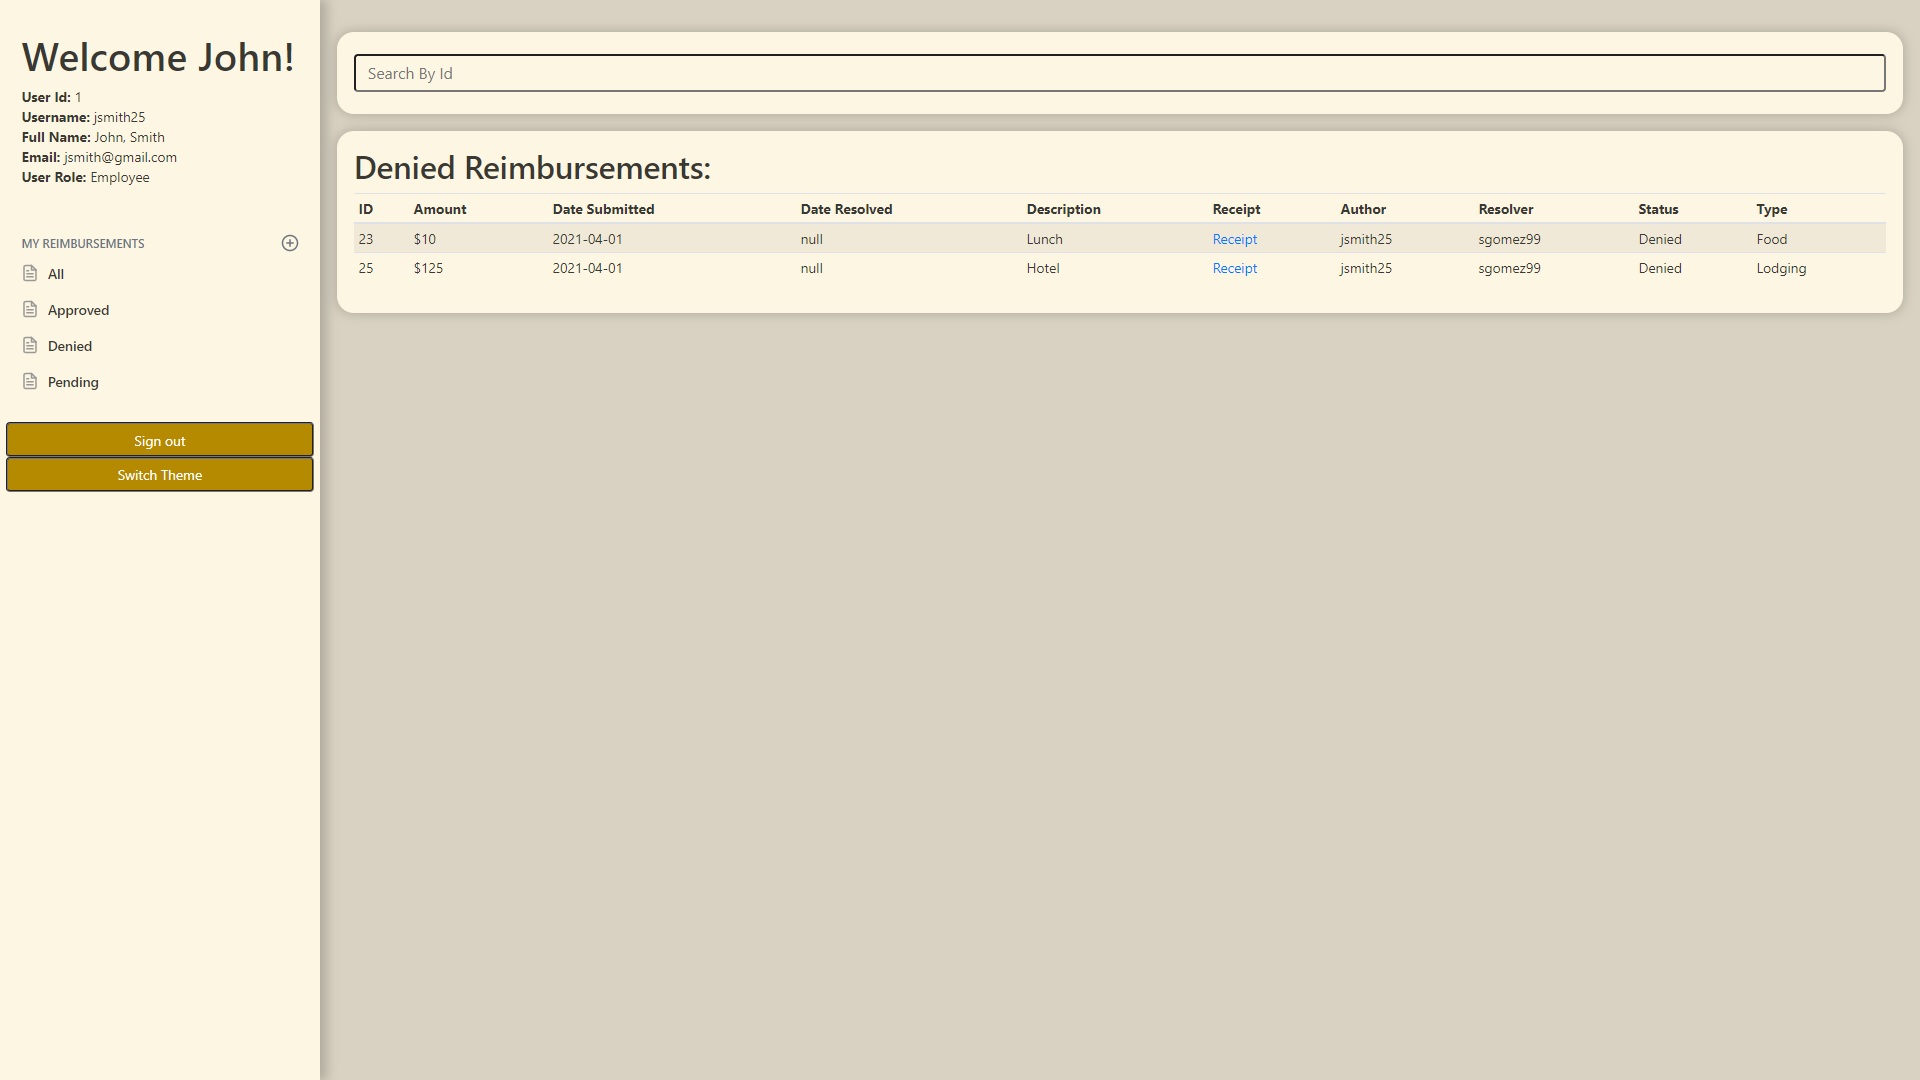 Welcome John!
User Id: 1
Username: jsmith25
Full Name: John, Smith
Email: jsmith@gmail.com
User Role: Employee
MY REIMBURSEMENTS
All
Approved
Denied
Pending
Sign out
Switch Theme
Search By Id
Denied Reimbursements:
ID Amount Date Submitted Date Resolved Description Receipt Author Resolver Status Type
23 $10 2021-04-01 null Lunch Receipt jsmith25 sgomez99 Denied Food
25 $125 2021-04-01 null Hotel Receipt jsmith25 sgomez99 Denied Lodging